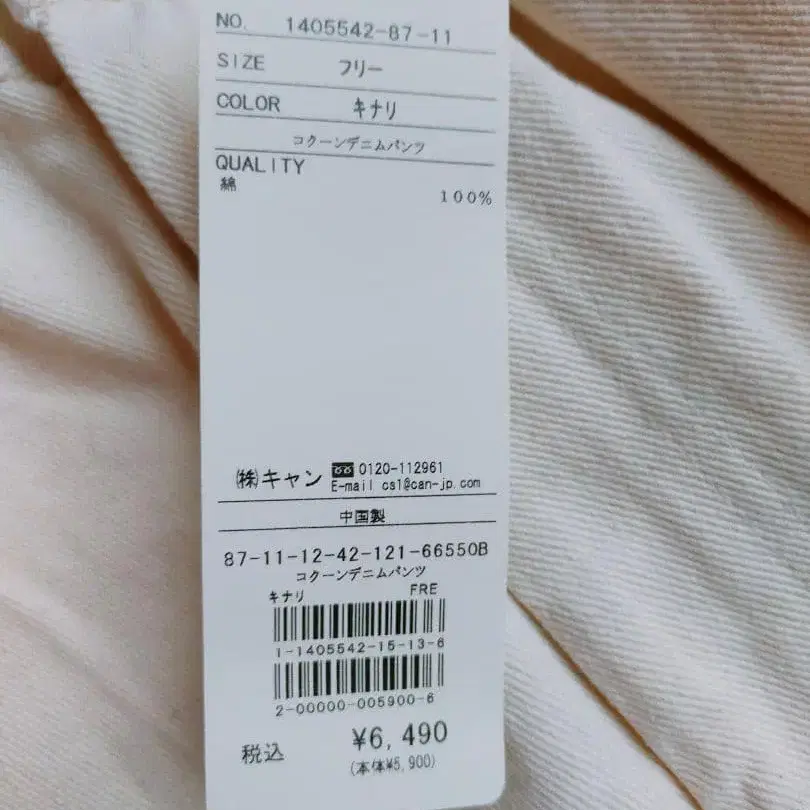 NO. 1405542-87-11
SIZE フリー
COLOR キナリ
コクーンデニムパンツ
QUALITY
綿 100%
㈱キャン 0120-112961
E-mail cs1@can-jp.com
中国製
87-11-12-42-121-66550B
コクーンデニムパンツ
キナリ FRE
1-1405542-15-13-6
2-00000-005900-6
税込 ¥6,490
(本体¥5,900)